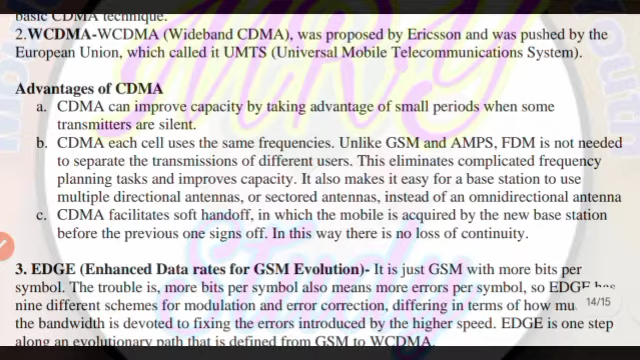 basic CDMA technique.
2.WCDMA-WCDMA (Wideband CDMA), was proposed by Ericsson and was pushed by the
European Union, which called it UMTS (Universal Mobile Telecommunications System).
Advantages of CDMA
a. CDMA can improve capacity by taking advantage of small periods when some
transmitters are silent.
b. CDMA each cell uses the same frequencies. Unlike GSM and AMPS, FDM is not needed
to separate the transmissions of different users. This eliminates complicated frequency
planning tasks and improves capacity. It also makes it easy for a base station to use
multiple directional antennas, or sectored antennas, instead of an omnidirectional antenna
c. CDMA facilitates soft handoff, in which the mobile is acquired by the new base station
before the previous one signs off. In this way there is no loss of continuity.
3. EDGE (Enhanced Data rates for GSM Evolution)- It is just GSM with more bits per
symbol. The trouble is, more bits per symbol also means more errors per symbol, so EDGE has
nine different schemes for modulation and error correction, differing in terms of how mu 14/15
the bandwidth is devoted to fixing the errors introduced by the higher speed. EDGE is one step
along an evolutionary path that is defined from GSM to WCDMA.